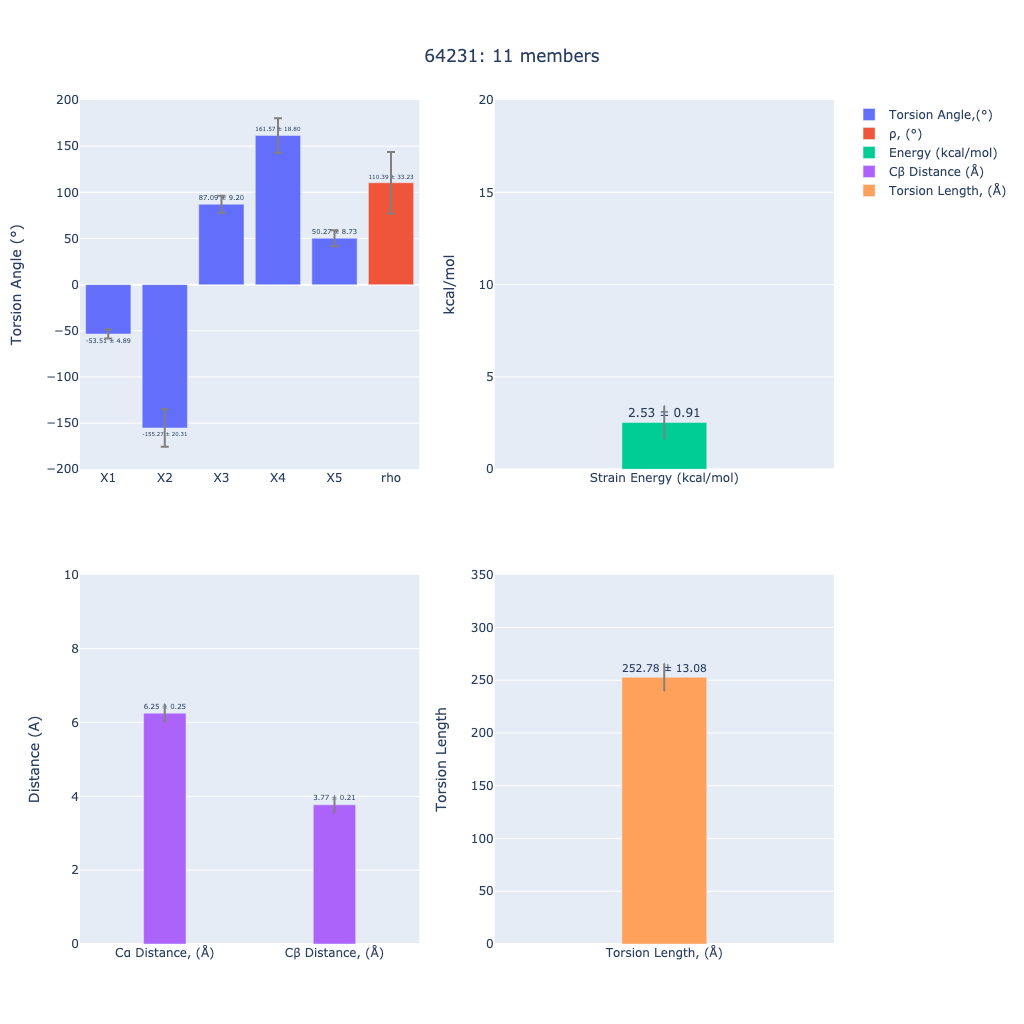 64231: 11 members
Torsion Angle (°)
200
150
100
50
0
−50
−100
−150
−200
-53.51 ± 4.89
-155.27 ± 20.31
87.09 ± 9.20
161.57 ± 18.80
50.27 ± 8.73
110.39 ± 33.23
X1 X2 X3 X4 X5 rho
kcal/mol
20
15
10
5
0
2.53 ± 0.91
Strain Energy (kcal/mol)
Torsion Angle,(°)
ρ, (°)
Energy (kcal/mol)
Cβ Distance (Å)
Torsion Length, (Å)
Distance (A)
10
8
6
4
2
0
6.25 ± 0.25
3.77 ± 0.21
Cα Distance, (Å) Cβ Distance, (Å)
Torsion Length
350
300
250
200
150
100
50
0
252.78 ± 13.08
Torsion Length, (Å)